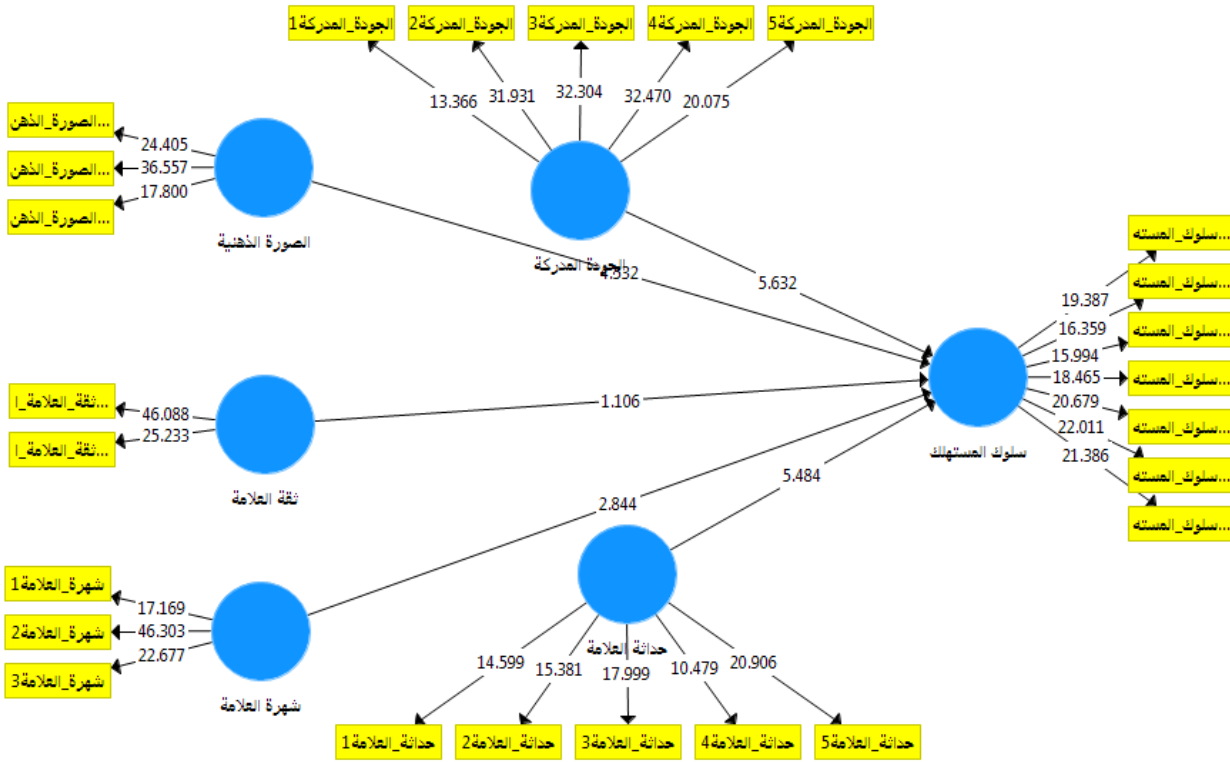 الجودة_المدركة1
الجودة_المدركة2
الجودة_المدركة3
الجودة_المدركة4
الجودة_المدركة5
13.366
31.931
32.304
32.470
20.075
الصورة_الذهن...
الصورة_الذهن...
الصورة_الذهن...
24.405
36.557
17.800
الصورة الذهنية
الجودة المدركة
4.532
5.632
سلوك_المسته...
سلوك_المسته...
سلوك_المسته...
سلوك_المسته...
سلوك_المسته...
سلوك_المسته...
سلوك_المسته...
19.387
16.359
15.994
18.465
20.679
22.011
21.386
سلوك المستهلك
ثقة_العلامة_ا...
ثقة_العلامة_ا...
46.088
25.233
ثقة العلامة
1.106
2.844
5.484
شهرة_العلامة1
شهرة_العلامة2
شهرة_العلامة3
17.169
46.303
22.677
شهرة العلامة
حداثة العلامة
14.599
15.381
17.999
10.479
20.906
حداثة_العلامة1
حداثة_العلامة2
حداثة_العلامة3
حداثة_العلامة4
حداثة_العلامة5